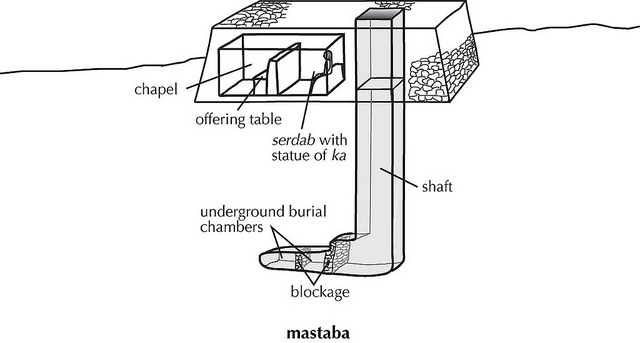 chapel
offering table
serdab with
statue of ka
shaft
underground burial
chambers
blockage
mastaba